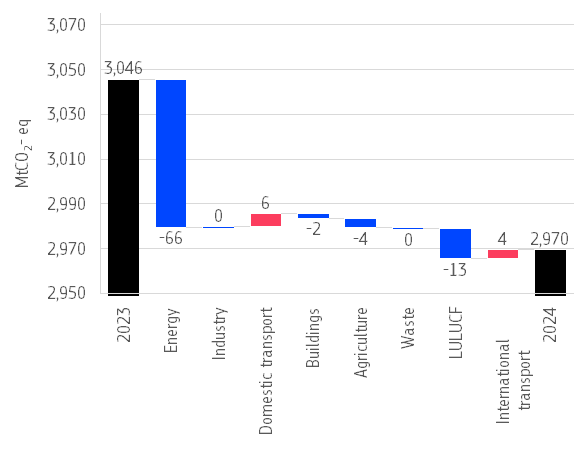 3,070
3,050
3,030
3,010
2,990
2,970
2,950
MtCO₂- eq
3,046
-66
0
6
-2
-4
0
-13
4
2,970
2023
Energy
Industry
Domestic transport
Buildings
Agriculture
Waste
LULUCF
International
transport
2024